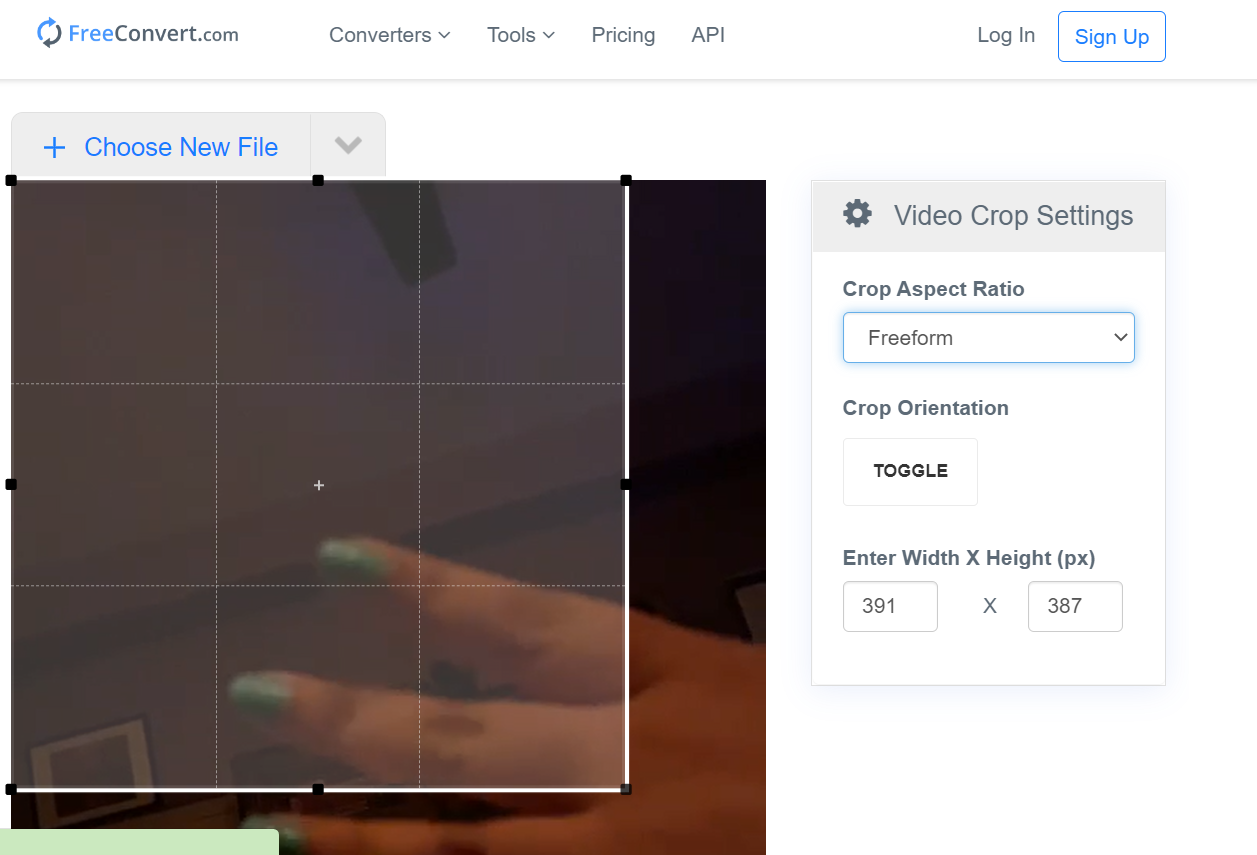 FreeConvert.com Converters Tools Pricing API Log In Sign Up
+ Choose New File
Video Crop Settings
Crop Aspect Ratio
Freeform
Crop Orientation
TOGGLE
Enter Width X Height (px)
391 X 387